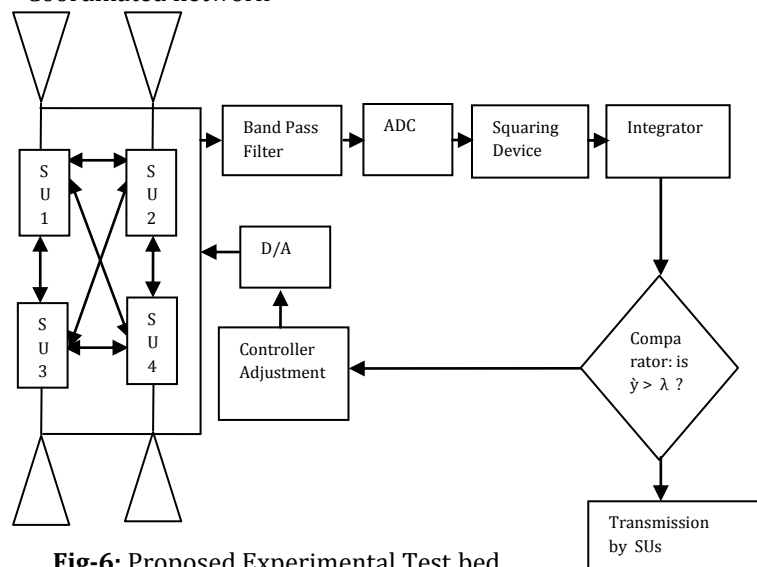 Coordinated network
Band Pass
Filter
ADC
Squaring
Device
Integrator
S
U
1
S
U
2
D/A
S
U
3
S
U
4
Controller
Adjustment
Compa
rator: is
ẏ > λ ?
Transmission
by SUs
Fig-6: Proposed Experimental Test bed